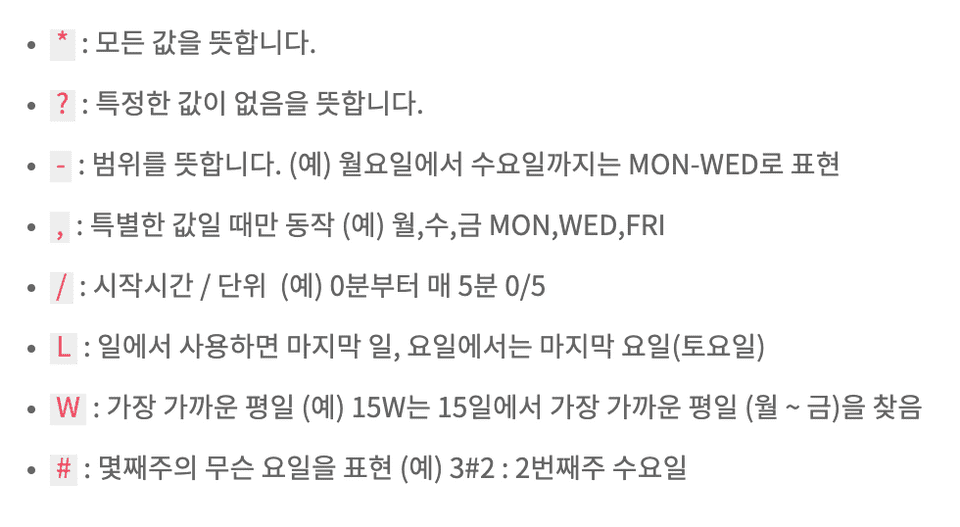 * : 모든 값을 뜻합니다.
? : 특정한 값이 없음을 뜻합니다.
- : 범위를 뜻합니다. (예) 월요일에서 수요일까지는 MON-WED로 표현
, : 특별한 값일 때만 동작 (예) 월,수,금 MON,WED,FRI
/ : 시작시간 / 단위  (예) 0분부터 매 5분 0/5
L : 일에서 사용하면 마지막 일, 요일에서는 마지막 요일(토요일)
W : 가장 가까운 평일 (예) 15W는 15일에서 가장 가까운 평일 (월 ~ 금)을 찾음
# : 몇째주의 무슨 요일을 표현 (예) 3#2 : 2번째주 수요일